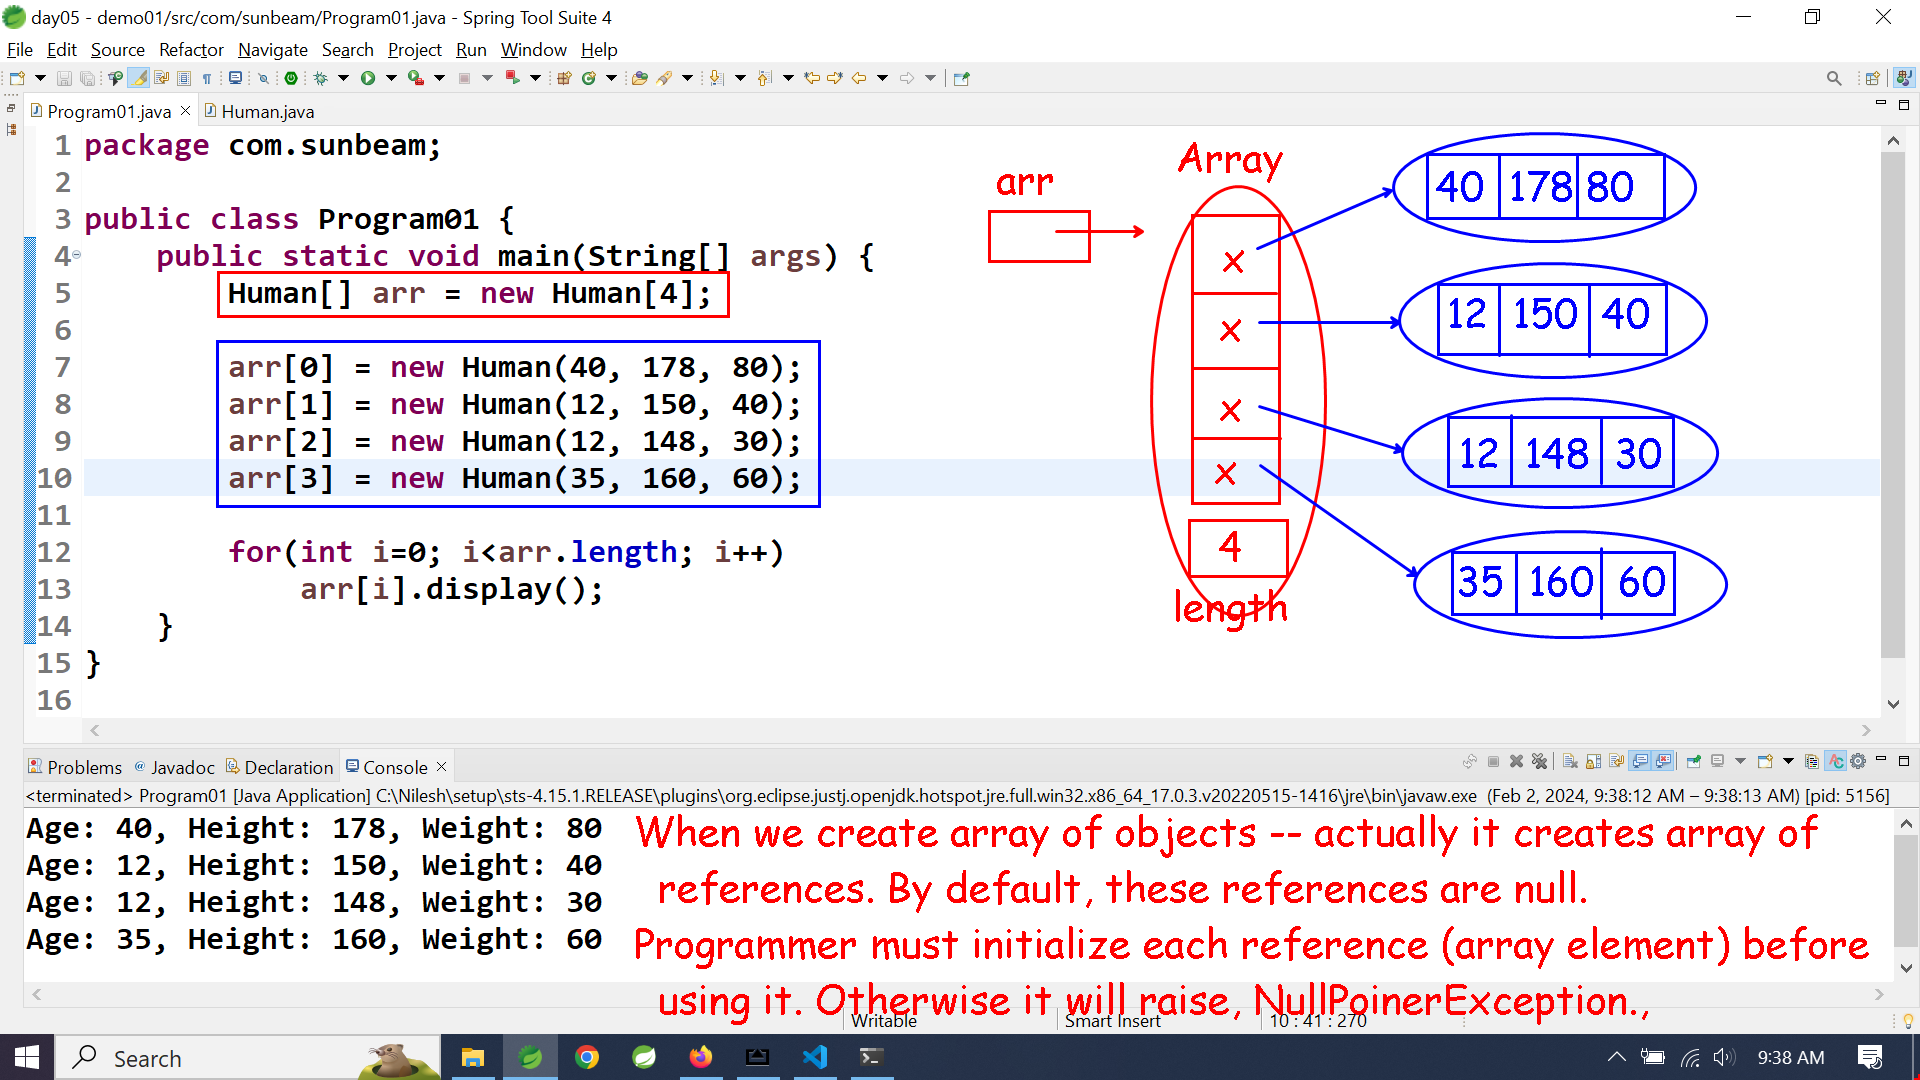 day05 - demo01/src/com/sunbeam/Program01.java - Spring Tool Suite 4
File Edit Source Refactor Navigate Search Project Run Window Help
Program01.java Human.java
1 package com.sunbeam;
2
3 public class Program01 {
4 public static void main(String[] args) {
5 Human[] arr = new Human[4];
6
7 arr[0] = new Human(40, 178, 80);
8 arr[1] = new Human(12, 150, 40);
9 arr[2] = new Human(12, 148, 30);
10 arr[3] = new Human(35, 160, 60);
11
12 for(int i=0; i<arr.length; i++)
13 arr[i].display();
14 }
15 }
16
arr
Array
x
x
x
x
4
length
40 178 80
12 150 40
12 148 30
35 160 60
Problems @ Javadoc Declaration Console
<terminated> Program01 [Java Application] C:\Nilesh\setup\sts-4.15.1.RELEASE\plugins\org.eclipse.justj.openjdk.hotspot.jre.full.win32.x86_64_17.0.3.v20220515-1416\jre\bin\javaw.exe (Feb 2, 2024, 9:38:12 AM – 9:38:13 AM) [pid: 5156]
Age: 40, Height: 178, Weight: 80
Age: 12, Height: 150, Weight: 40
Age: 12, Height: 148, Weight: 30
Age: 35, Height: 160, Weight: 60
When we create array of objects -- actually it creates array of
references. By default, these references are null.
Programmer must initialize each reference (array element) before
using it. Otherwise it will raise, NullPoinerException.,
Writable Smart Insert 10 : 41 : 270
Search 9:38 AM